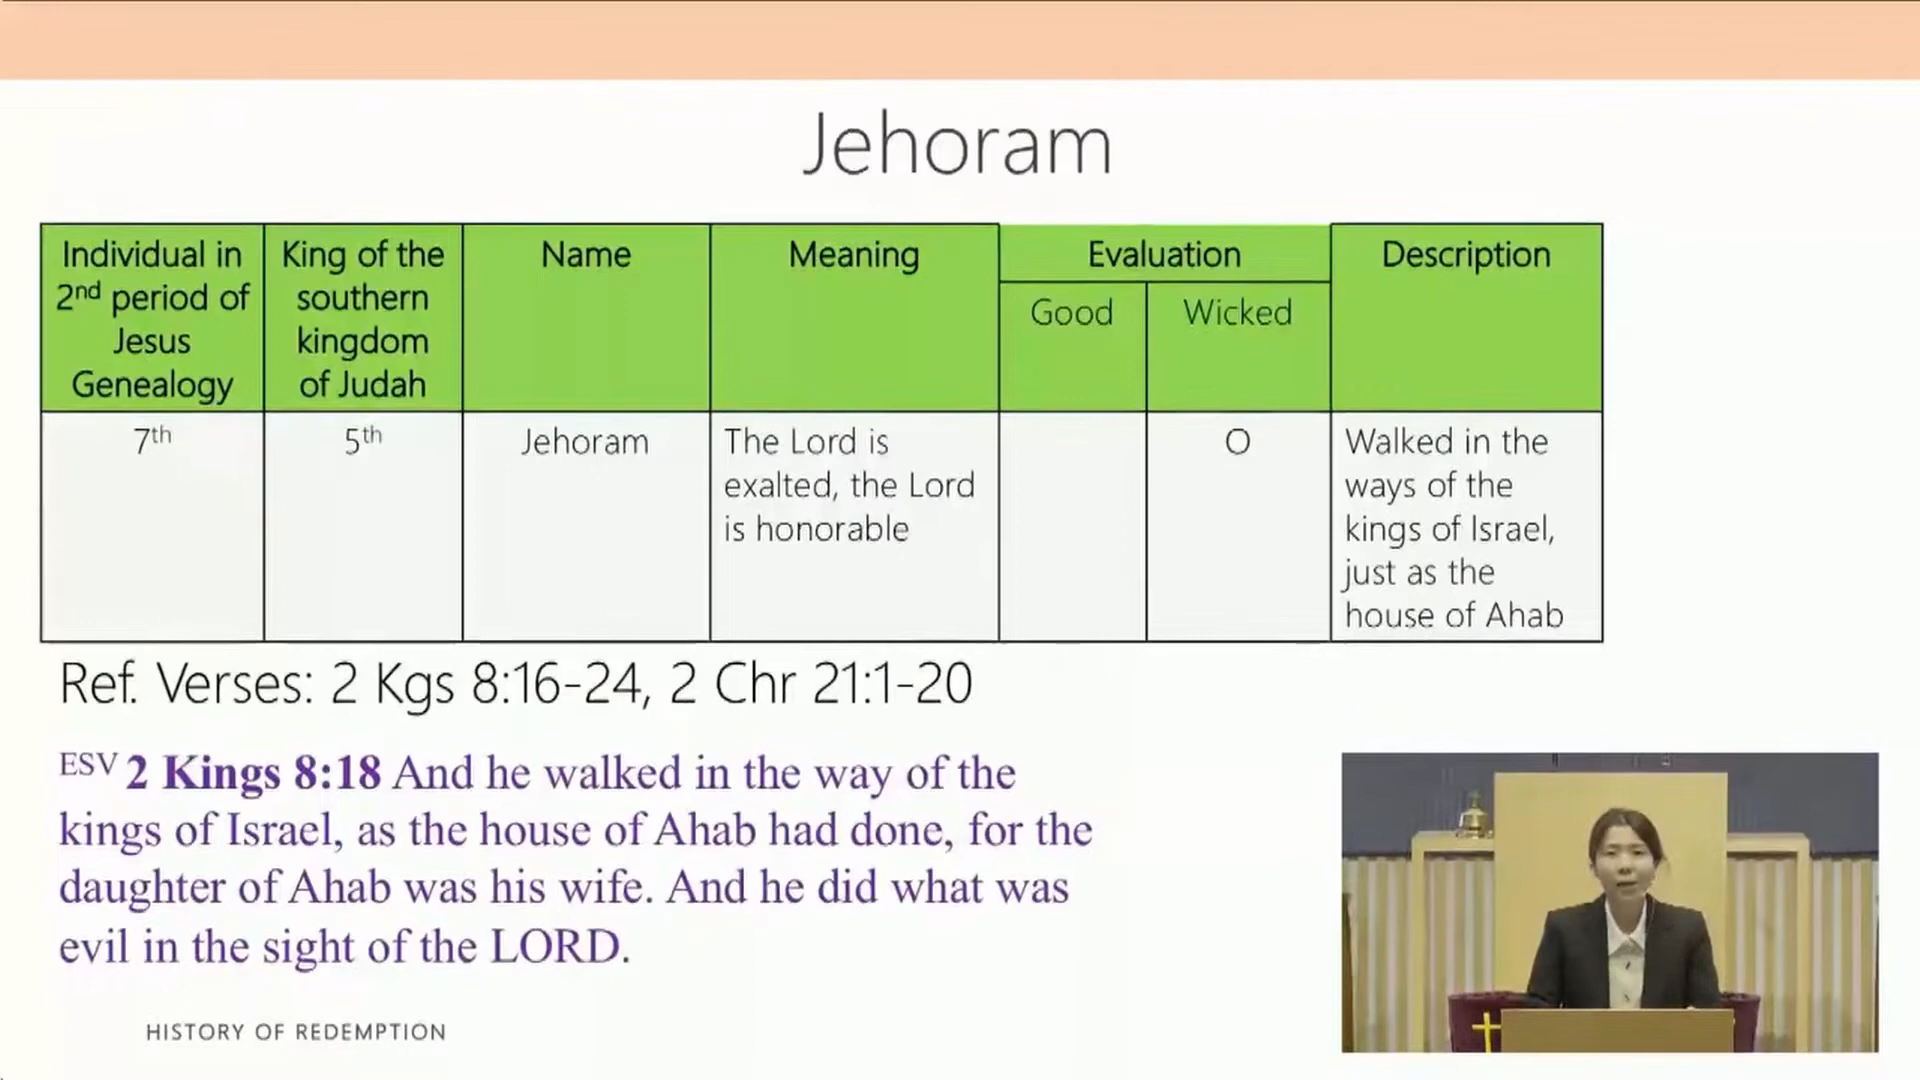 Jehoram
Individual in
2nd period of
Jesus
Genealogy
King of the
southern
kingdom
of Judah
Name
Meaning
Evaluation
Good
Wicked
Description
7th
5th
Jehoram
The Lord is
exalted, the Lord
is honorable
O
Walked in the
ways of the
kings of Israel,
just as the
house of Ahab
Ref. Verses: 2 Kgs 8:16-24, 2 Chr 21:1-20
ESV 2 Kings 8:18 And he walked in the way of the
kings of Israel, as the house of Ahab had done, for the
daughter of Ahab was his wife. And he did what was
evil in the sight of the LORD.
HISTORY OF REDEMPTION